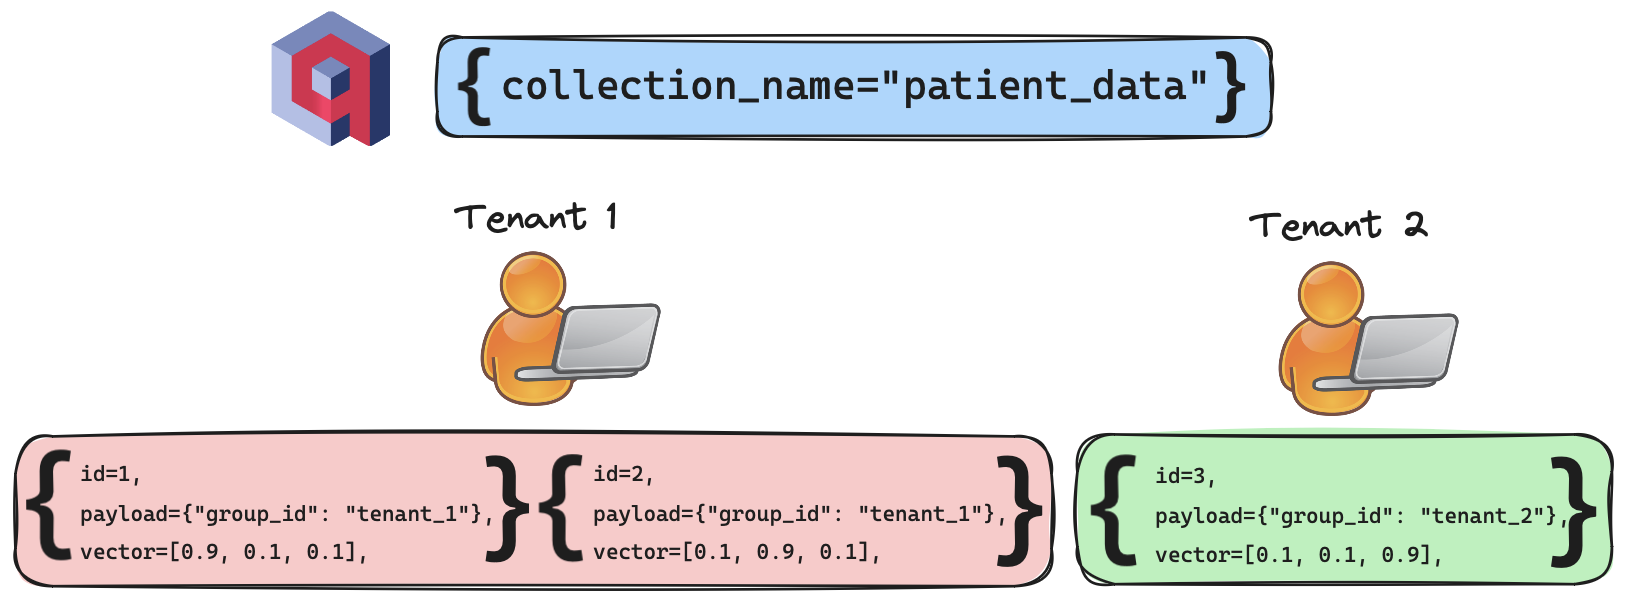 {collection_name="patient_data"}
Tenant 1
Tenant 2
{
id=1,
payload={"group_id": "tenant_1"},
vector=[0.9, 0.1, 0.1],
}
{
id=2,
payload={"group_id": "tenant_1"},
vector=[0.1, 0.9, 0.1],
}
{
id=3,
payload={"group_id": "tenant_2"},
vector=[0.1, 0.1, 0.9],
}